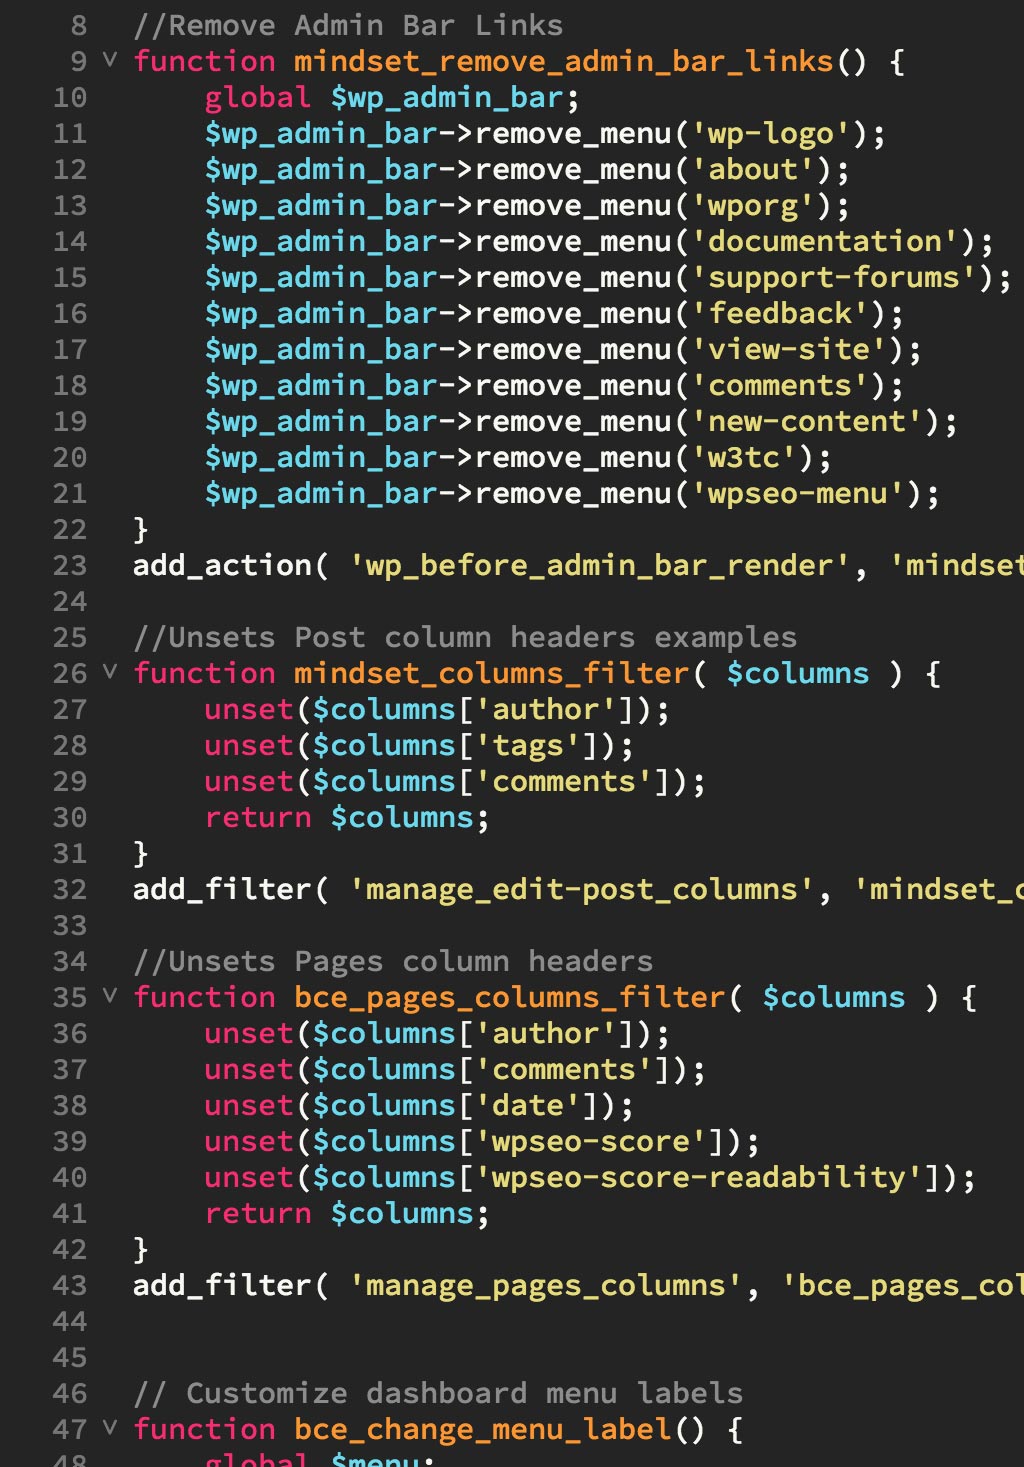 8 //Remove Admin Bar Links
9 v function mindset_remove_admin_bar_links() {
10 global $wp_admin_bar;
11 $wp_admin_bar->remove_menu('wp-logo');
12 $wp_admin_bar->remove_menu('about');
13 $wp_admin_bar->remove_menu('wporg');
14 $wp_admin_bar->remove_menu('documentation');
15 $wp_admin_bar->remove_menu('support-forums');
16 $wp_admin_bar->remove_menu('feedback');
17 $wp_admin_bar->remove_menu('view-site');
18 $wp_admin_bar->remove_menu('comments');
19 $wp_admin_bar->remove_menu('new-content');
20 $wp_admin_bar->remove_menu('w3tc');
21 $wp_admin_bar->remove_menu('wpseo-menu');
22 }
23 add_action( 'wp_before_admin_bar_render', 'mindset
24
25 //Unsets Post column headers examples
26 v function mindset_columns_filter( $columns ) {
27 unset($columns['author']);
28 unset($columns['tags']);
29 unset($columns['comments']);
30 return $columns;
31 }
32 add_filter( 'manage_edit-post_columns', 'mindset_c
33
34 //Unsets Pages column headers
35 v function bce_pages_columns_filter( $columns ) {
36 unset($columns['author']);
37 unset($columns['comments']);
38 unset($columns['date']);
39 unset($columns['wpseo-score']);
40 unset($columns['wpseo-score-readability']);
41 return $columns;
42 }
43 add_filter( 'manage_pages_columns', 'bce_pages_col
44
45
46 // Customize dashboard menu labels
47 v function bce_change_menu_label() {
48 global $menu;